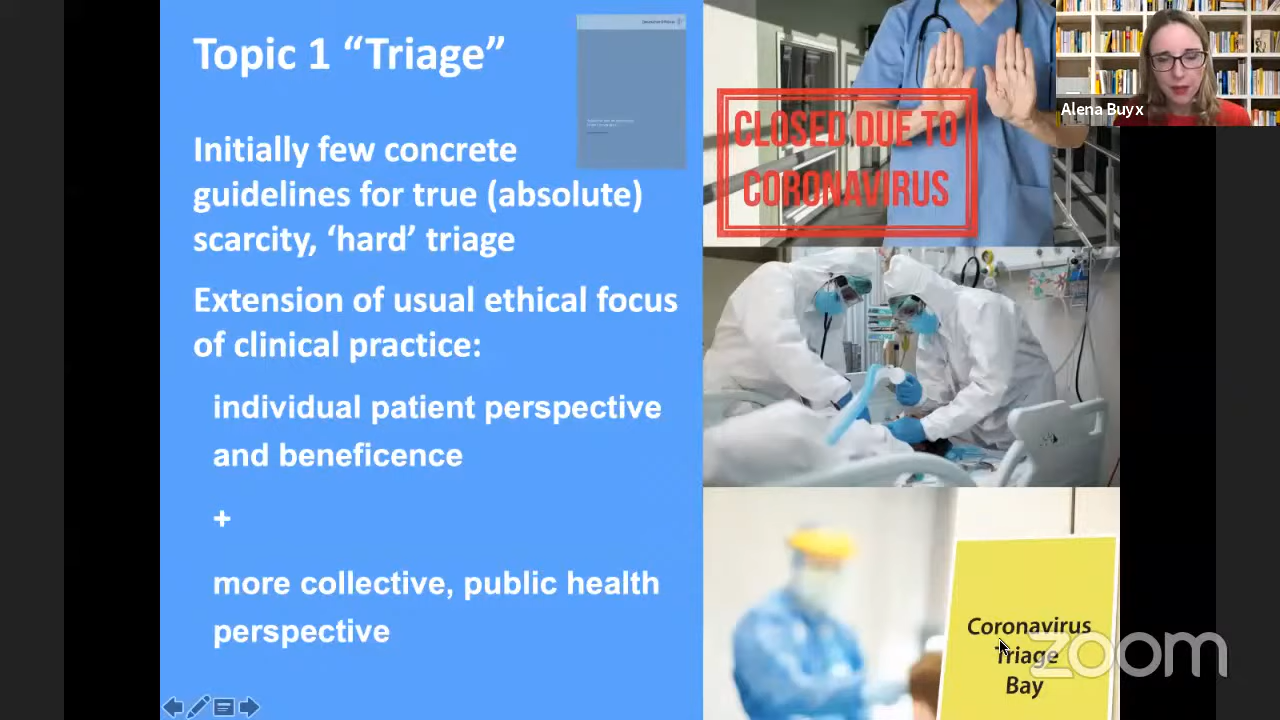 Topic 1 “Triage”
Initially few concrete
guidelines for true (absolute)
scarcity, ‘hard’ triage
Extension of usual ethical focus
of clinical practice:
individual patient perspective
and beneficence
+
more collective, public health
perspective
CLOSED DUE TO
CORONAVIRUS
Alena Buyx
Coronavirus
Triage
Bay
zoom